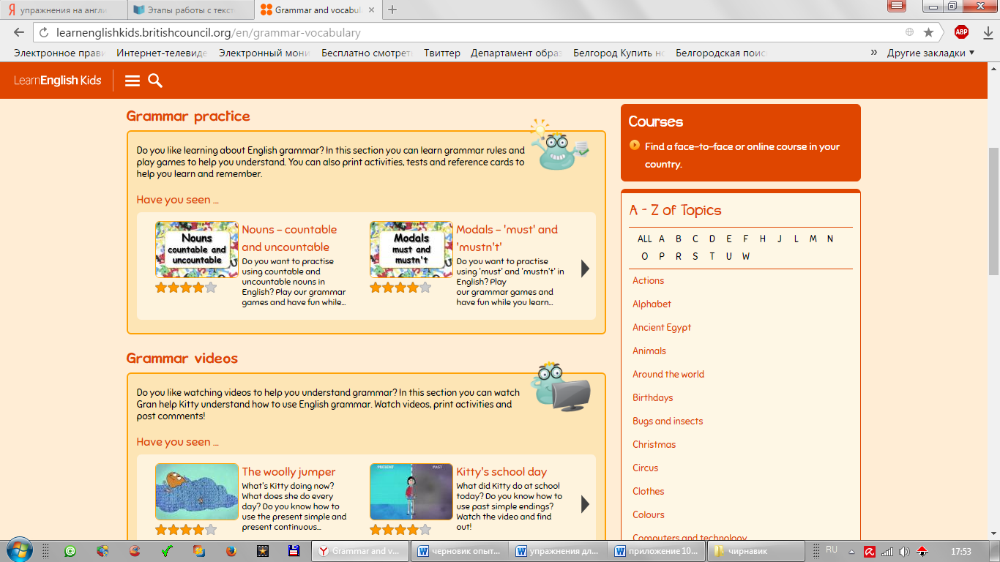 упражнения на англи
Этапы работы с текст
Grammar and vocabul
learnenglishkids.britishcouncil.org/en/grammar-vocabulary
ABP
Электронное прави
Интернет-телевиде
Электронный мони
Бесплатно смотрет
Твиттер
Департамент обра
Белгород Купить н
Белгородская поис
»
Другие закладки
LearnEnglish Kids
Grammar practice
Do you like learning about English grammar? In this section you can learn grammar rules and
play games to help you understand. You can also print activities, tests and reference cards to
help you learn and remember.
Have you seen ...
Nouns
countable and
uncountable
Nouns – countable
and uncountable
Do you want to practise
using countable and
uncountable nouns in
English? Play our grammar
games and have fun while...
Modals
must and
mustn't
Modals – 'must' and
'mustn't'
Do you want to practise
using 'must' and 'mustn't' in
English? Play
our grammar games and
have fun while you learn...
Grammar videos
Do you like watching videos to help you understand grammar? In this section you can watch
Gran help Kitty understand how to use English grammar. Watch videos, print activities and
post comments!
Have you seen ...
The woolly jumper
What's Kitty doing now?
What does she do every
day? Do you know how to
use the present simple and
present continuous...
PRESENT
PAST
Kitty's school day
What did Kitty do at school
today? Do you know how to
use past simple endings?
Watch the video and find
out!
Courses
Find a face-to-face or online course in your
country.
A - Z of Topics
ALL A B C D E F H J L M N
O P R S T U W
Actions
Alphabet
Ancient Egypt
Animals
Around the world
Birthdays
Bugs and insects
Christmas
Circus
Clothes
Colours
Computers and technology
Grammar and v...
черновик опыт...
упражнения дл...
приложение 10...
чирнавик
RU
17:53